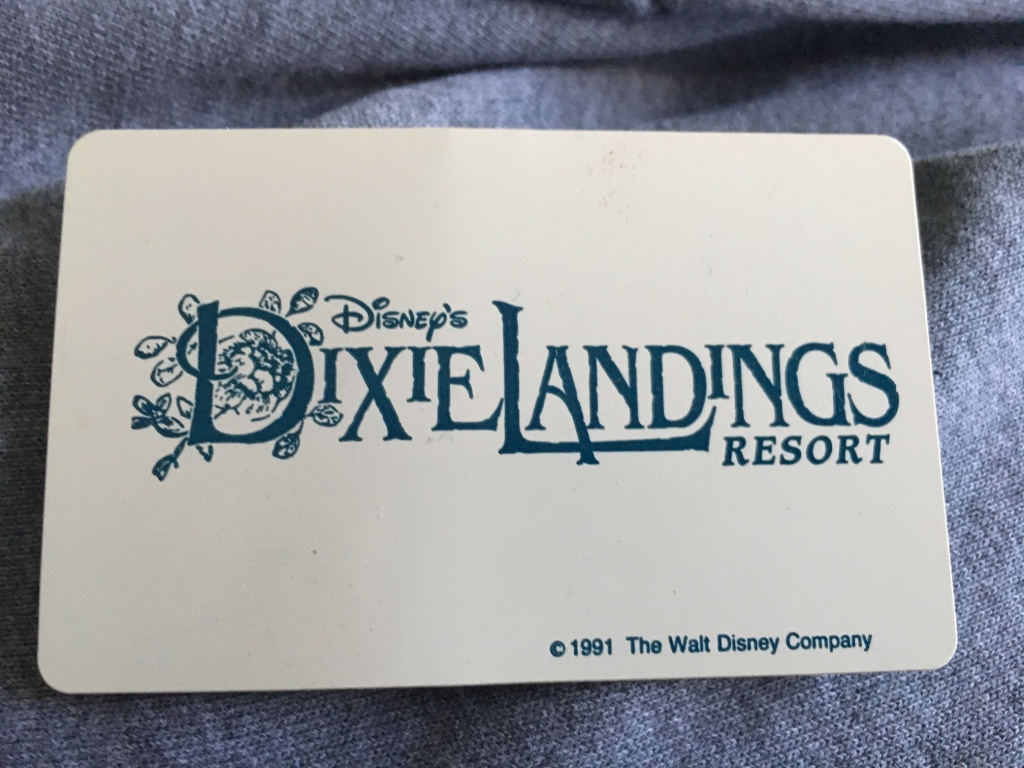 Disney's
DIXIE LANDINGS
RESORT
© 1991 The Walt Disney Company